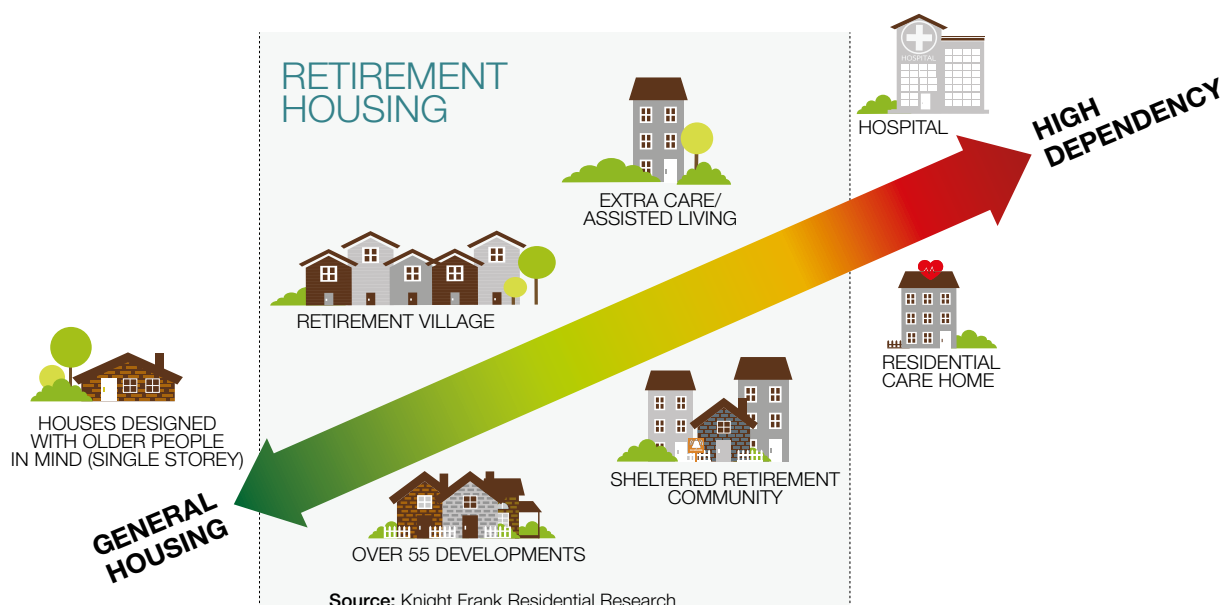 RETIREMENT
HOUSING
HOSPITAL
HOSPITAL
HIGH
DEPENDENCY
EXTRA CARE/
ASSISTED LIVING
RETIREMENT VILLAGE
RESIDENTIAL
CARE HOME
HOUSES DESIGNED
WITH OLDER PEOPLE
IN MIND (SINGLE STOREY)
SHELTERED RETIREMENT
COMMUNITY
GENERAL
HOUSING
OVER 55 DEVELOPMENTS
Source: Knight Frank Residential Research